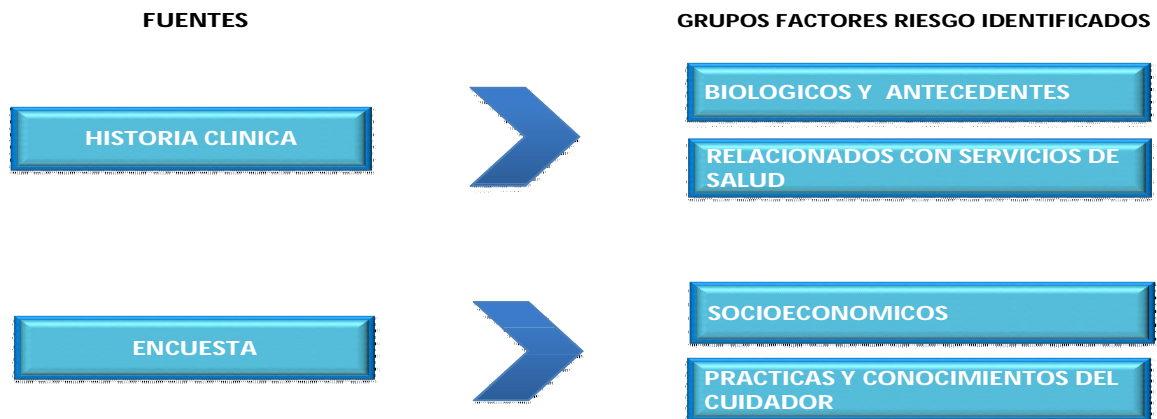 FUENTES
GRUPOS FACTORES RIESGO IDENTIFICADOS
HISTORIA CLINICA
BIOLOGICOS Y ANTECEDENTES
RELACIONADOS CON SERVICIOS DE
SALUD
ENCUESTA
SOCIOECONOMICOS
PRACTICAS Y CONOCIMIENTOS DEL
CUIDADOR